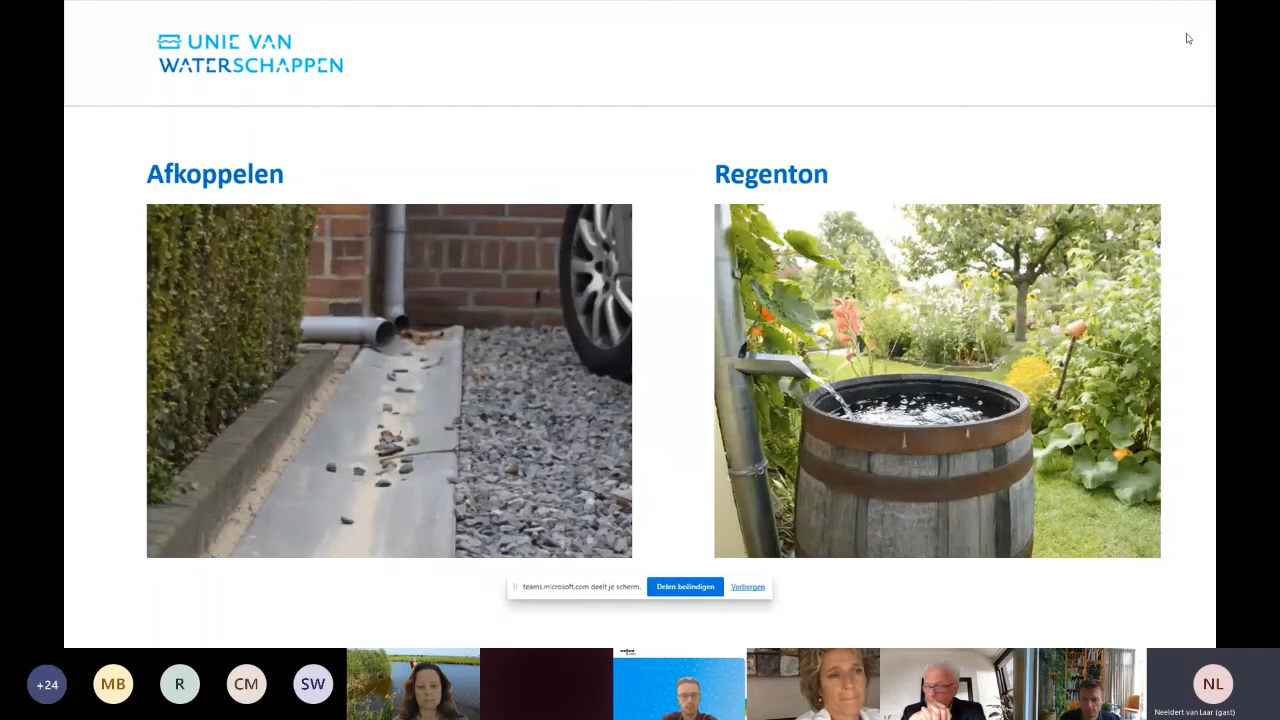 UNIE VAN
WATERSCHAPPEN
Afkoppelen
Regenton
teams.microsoft.com deelt je scherm.
Delen beëindigen
Verbergen
+24
MB
R
CM
SW
NL
Neeldert van Laar (gast)